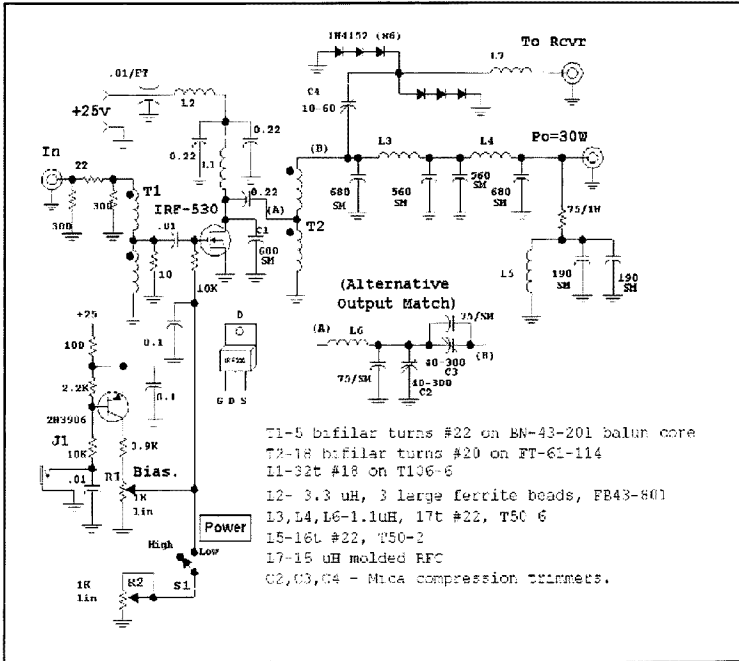 1N4152 (x6)
To Rcvr
.01/FT
L7
L2
C4
10-60
+25v
(B)
L3
L4
Po=30W
0.22
0.22
L1
In
22
T1
0.22
680
SM
560
SM
560
SM
680
SM
300
300
IRF-530
(A)
75/1W
.01
T2
C1
600
SM
L5
190
SM
190
SM
10
10K
(Alternative
Output Match)
+25
D
75/SM
100
0.1
(A)
L6
(B)
2.2K
0.1
75/SM
40-300
C3
40-300
C2
G D S
2N3906
J1
10K
3.9K
T1-5 bifilar turns #22 on BN-43-201 balun core
T2-18 bifilar turns #20 on FT-61-114
L1-32t #18 on T106-6
L2- 3.3 uH, 3 large ferrite beads, FB43-801
L3,L4,L6-1.1uH, 17t #22, T50 6
L5-16t #22, T50-2
L7-15 uH molded RFC
C2,C3,C4 - Mica compression trimmers.
.01
R1
Bias.
1K
lin
Power
High
Low
1K
lin
R2
S1